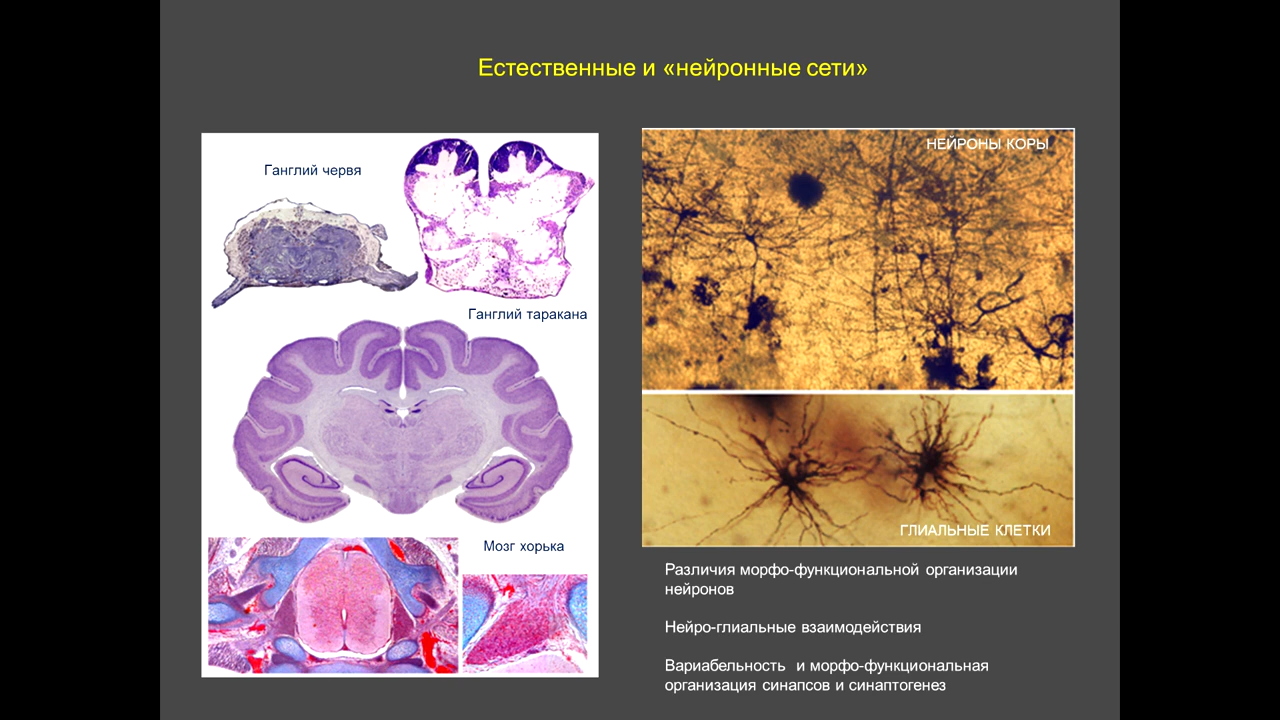 Естественные и «нейронные сети»
Ганглий червя
Ганглий таракана
Мозг хорька
НЕЙРОНЫ КОРЫ
ГЛИАЛЬНЫЕ КЛЕТКИ
Различия морфо-функциональной организации
нейронов
Нейро-глиальные взаимодействия
Вариабельность и морфо-функциональная
организация синапсов и синаптогенез